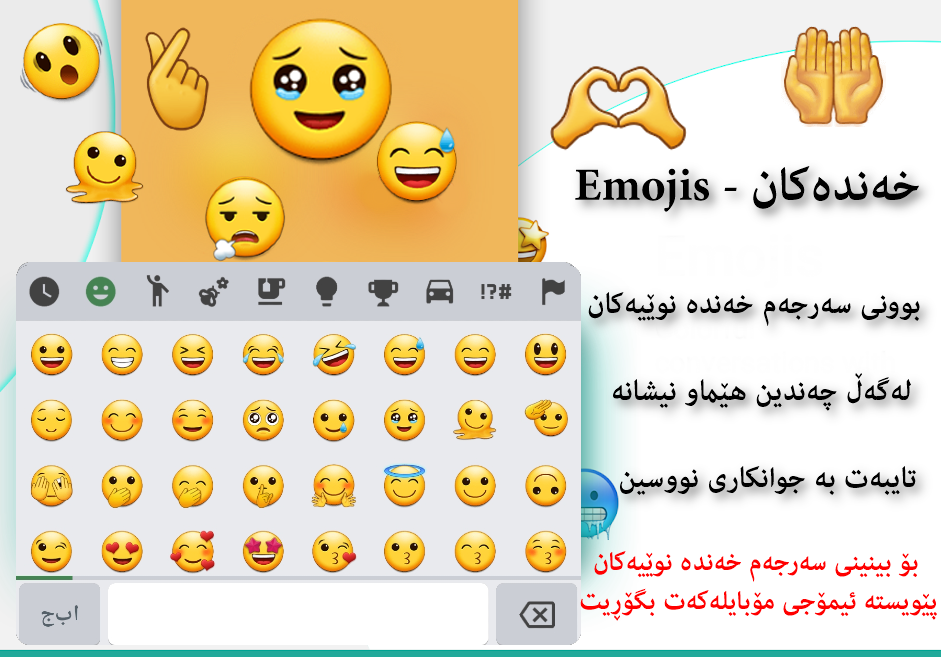 خەندەکان - Emojis
بوونی سەرجەم خەندە نوێیەکان
لەگەڵ چەندین هێماو نیشانە
تایبەت بە جوانکاری نووسین
بۆ بینینی سەرجەم خەندە نوێیەکان
پێویستە ئیمۆجی مۆبایلەکەت بگۆڕیت
!?#
اب‌ج